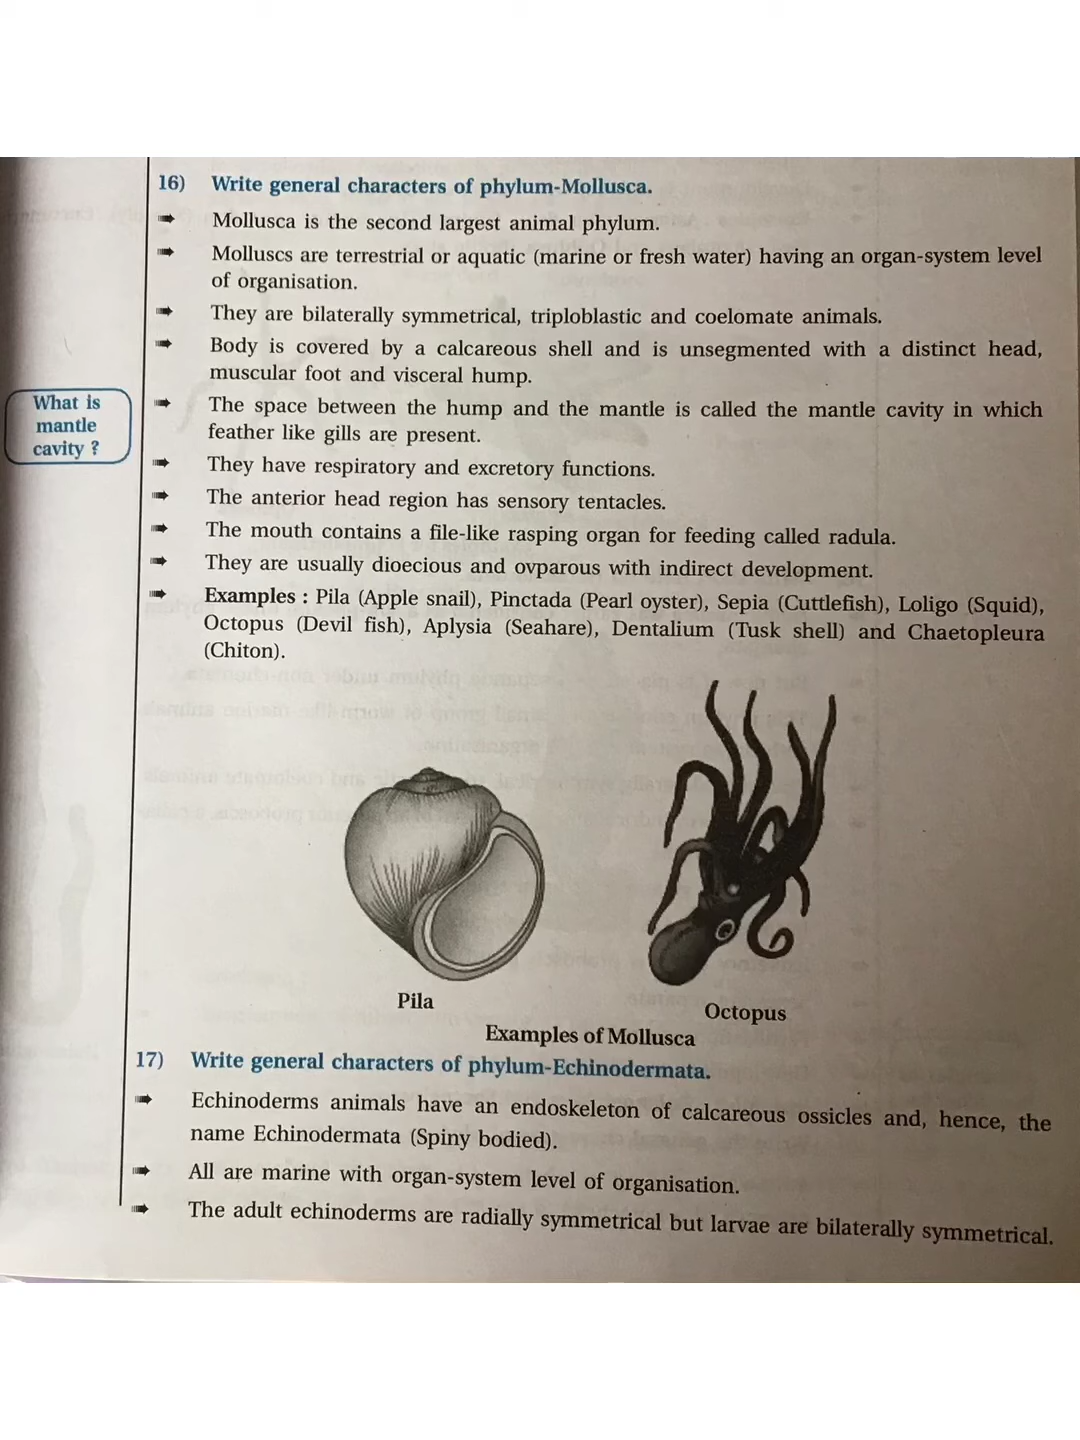 16) Write general characters of phylum-Mollusca.
Mollusca is the second largest animal phylum.
Molluscs are terrestrial or aquatic (marine or fresh water) having an organ-system level
of organisation.
They are bilaterally symmetrical, triploblastic and coelomate animals.
Body is covered by a calcareous shell and is unsegmented with a distinct head,
muscular foot and visceral hump.
What is
mantle
cavity ?
The space between the hump and the mantle is called the mantle cavity in which
feather like gills are present.
They have respiratory and excretory functions.
The anterior head region has sensory tentacles.
The mouth contains a file-like rasping organ for feeding called radula.
They are usually dioecious and ovparous with indirect development.
Examples : Pila (Apple snail), Pinctada (Pearl oyster), Sepia (Cuttlefish), Loligo (Squid),
Octopus (Devil fish), Aplysia (Seahare), Dentalium (Tusk shell) and Chaetopleura
(Chiton).
Pila
Octopus
Examples of Mollusca
17) Write general characters of phylum-Echinodermata.
Echinoderms animals have an endoskeleton of calcareous ossicles and, hence, the
name Echinodermata (Spiny bodied).
All are marine with organ-system level of organisation.
The adult echinoderms are radially symmetrical but larvae are bilaterally symmetrical.